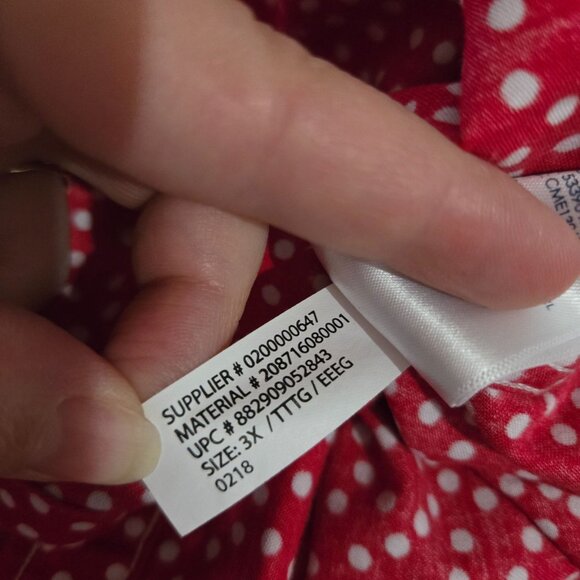 SUPPLIER # 0200000647
MATERIAL # 208716080001
UPC # 882909052843
SIZE: 3X / TTTG / EEEG
0218